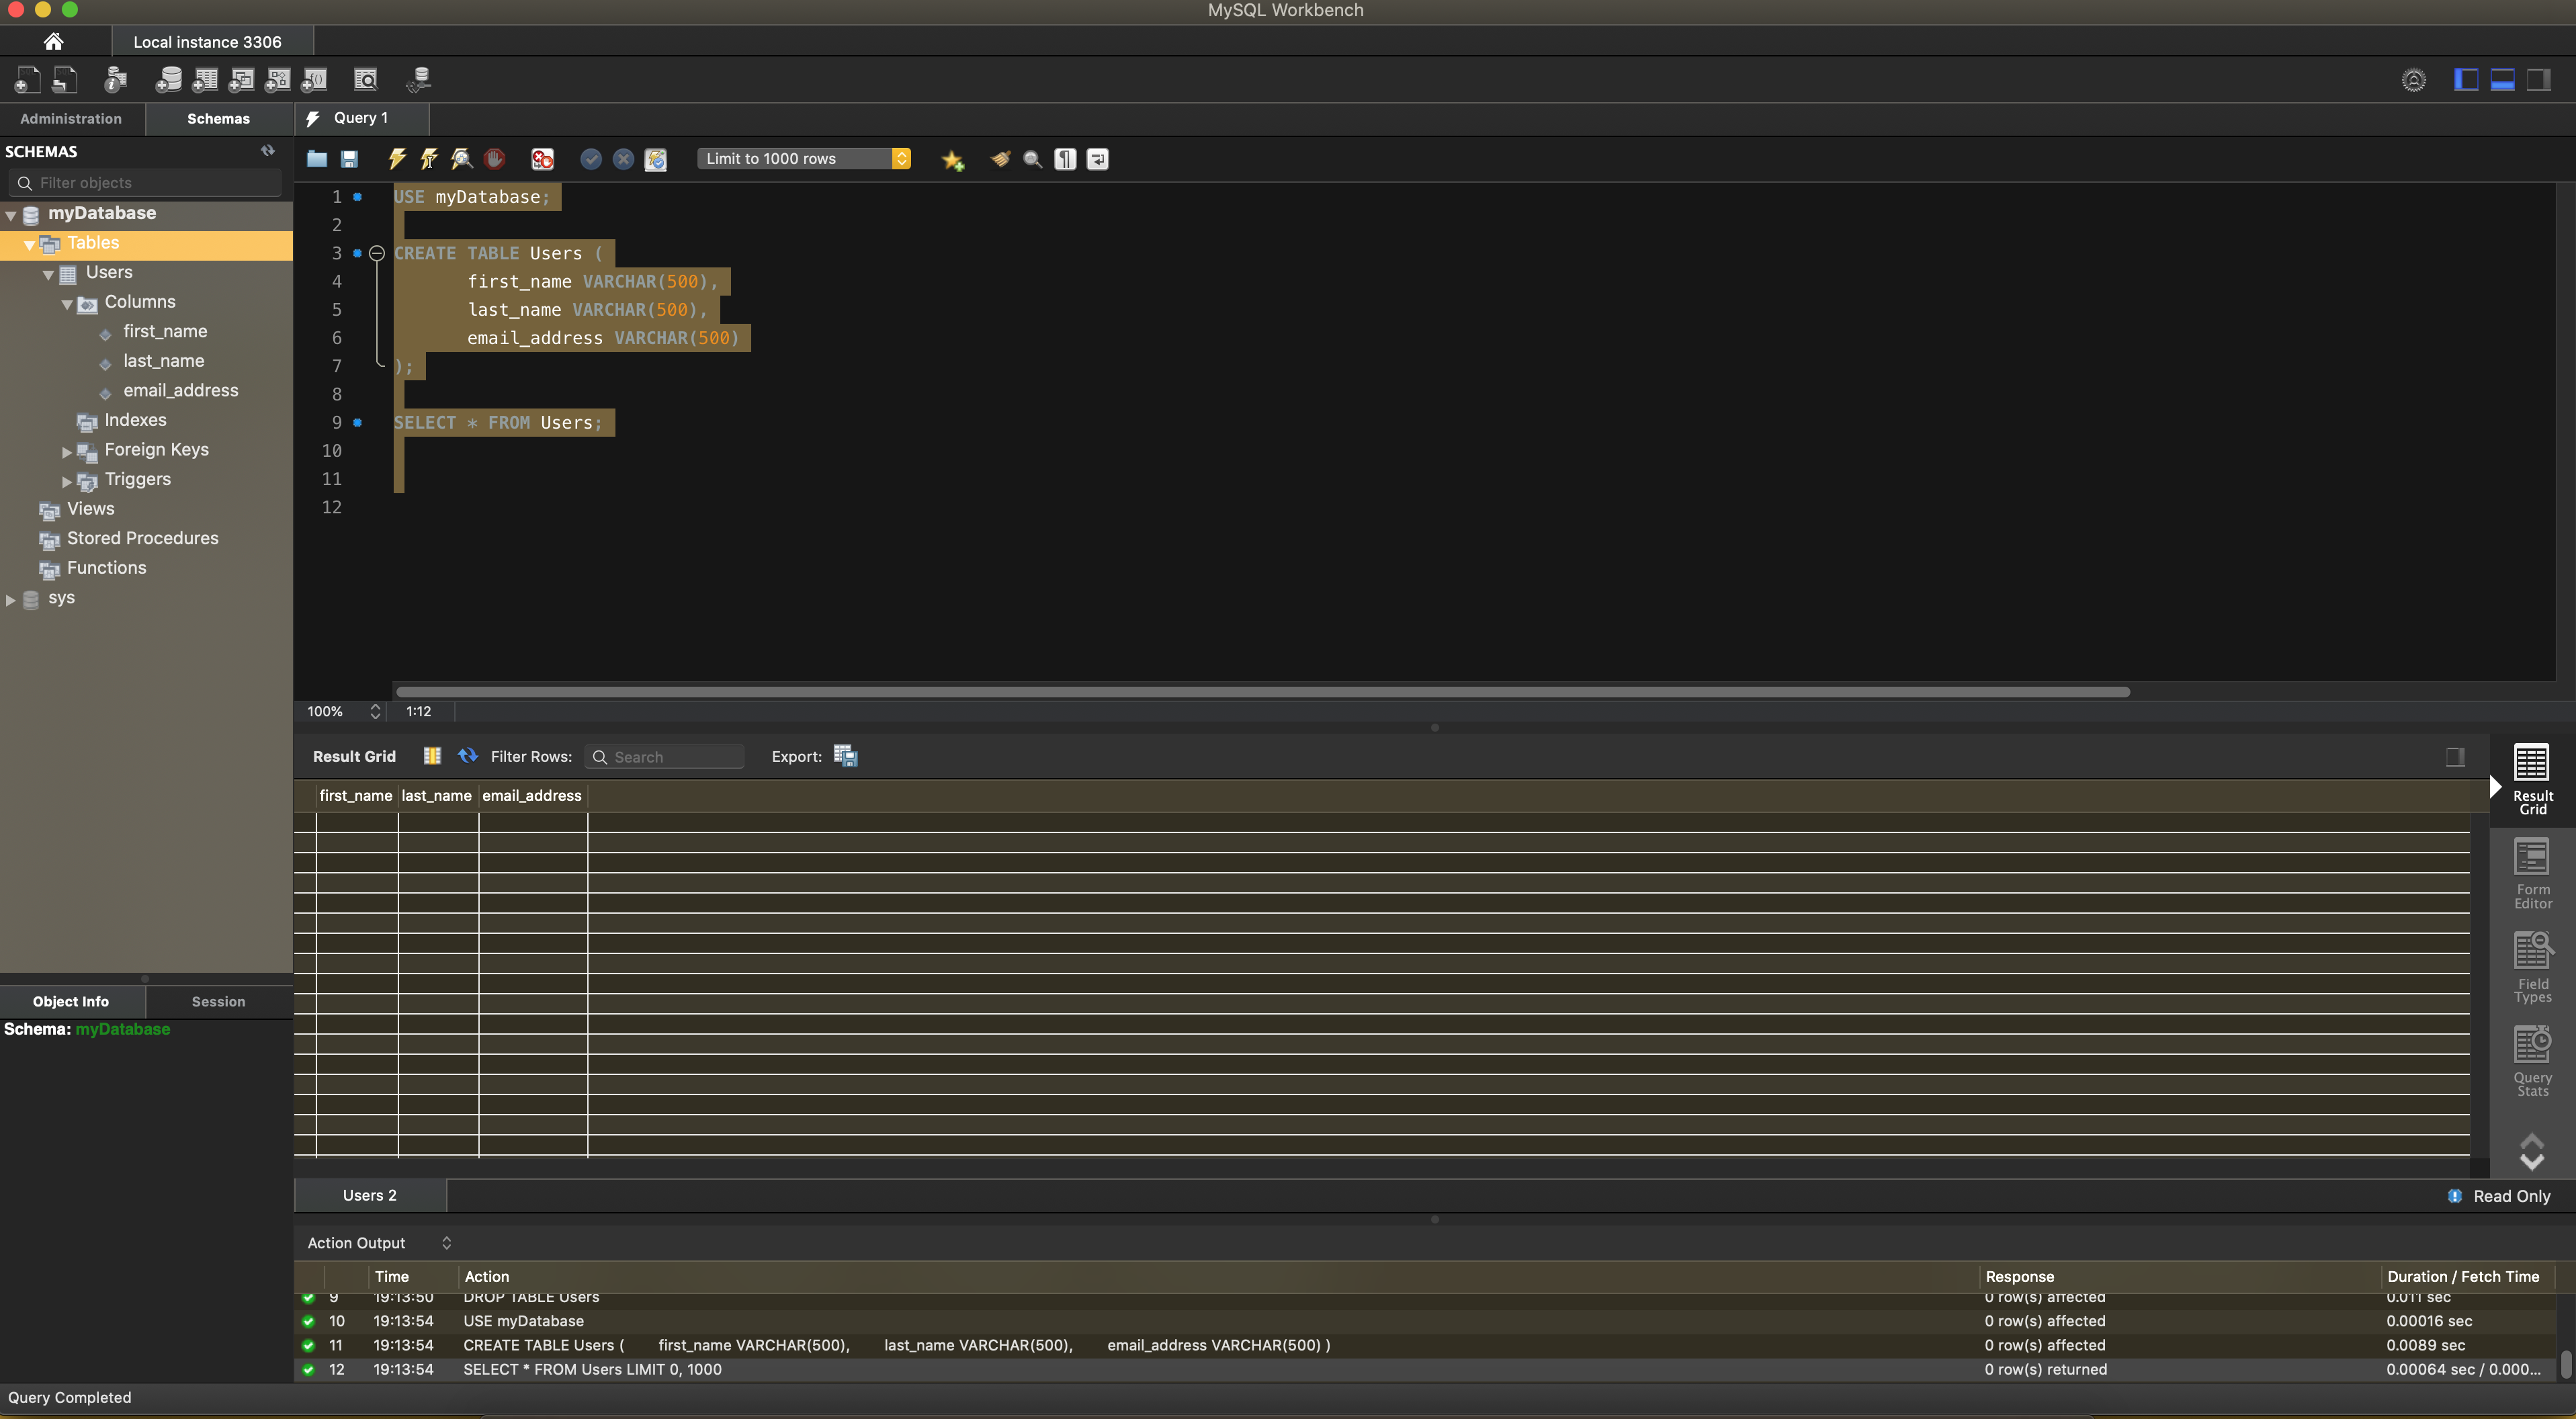 MySQL Workbench
Local instance 3306
Administration
Schemas
Query 1
SCHEMAS
Filter objects
myDatabase
Tables
Users
Columns
first_name
last_name
email_address
Indexes
Foreign Keys
Triggers
Views
Stored Procedures
Functions
sys
Object Info
Session
Schema: myDatabase
Limit to 1000 rows
1 USE myDatabase;
2
3 CREATE TABLE Users (
4 first_name VARCHAR(500),
5 last_name VARCHAR(500),
6 email_address VARCHAR(500)
7 );
8
9 SELECT * FROM Users;
10
11
12
100% 1:12
Result Grid Filter Rows: Search Export:
first_name last_name email_address
Result
Grid
Form
Editor
Field
Types
Query
Stats
Users 2
Read Only
Action Output
Time Action Response Duration / Fetch Time
9 19:13:50 DROP TABLE Users 0 row(s) affected 0.011 sec
10 19:13:54 USE myDatabase 0 row(s) affected 0.00016 sec
11 19:13:54 CREATE TABLE Users ( first_name VARCHAR(500), last_name VARCHAR(500), email_address VARCHAR(500) ) 0 row(s) affected 0.0089 sec
12 19:13:54 SELECT * FROM Users LIMIT 0, 1000 0 row(s) returned 0.00064 sec / 0.000...
Query Completed